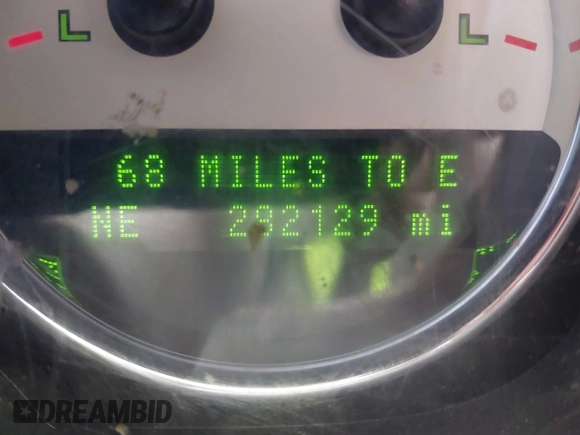 L L
68 MILES TO E
NE 292129 mi
DREAMBID